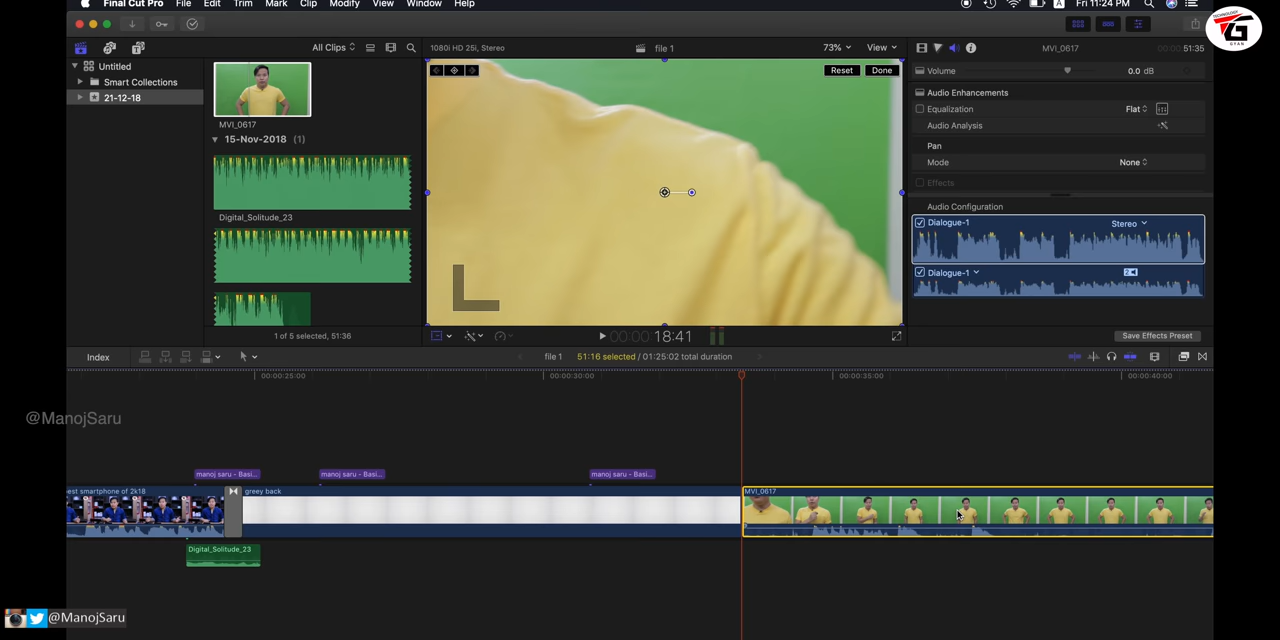 Final Cut Pro File Edit Trim Mark Clip Modify View Window Help
A Fri 11:24 PM
TECHNOLOGY
GYAN
All Clips
1080i HD 25i, Stereo
file 1
73%
View
MVI_0617
00:00:51:35
Untitled
Smart Collections
21-12-18
MVI_0617
15-Nov-2018 (1)
Digital_Solitude_23
1 of 5 selected, 51:36
Reset
Done
00:00:18:41
Volume
0.0 dB
Audio Enhancements
Equalization
Flat
Audio Analysis
Pan
Mode
None
Effects
Audio Configuration
Dialogue-1
Stereo
Dialogue-1
2
Save Effects Preset
Index
file 1
51:16 selected / 01:25:02 total duration
00:00:25:00
00:00:30:00
00:00:35:00
00:00:40:00
@ManojSaru
manoj saru - Basi...
manoj saru - Basi...
manoj saru - Basi...
est smartphone of 2k18
greey back
MVI_0617
Digital_Solitude_23
@ManojSaru